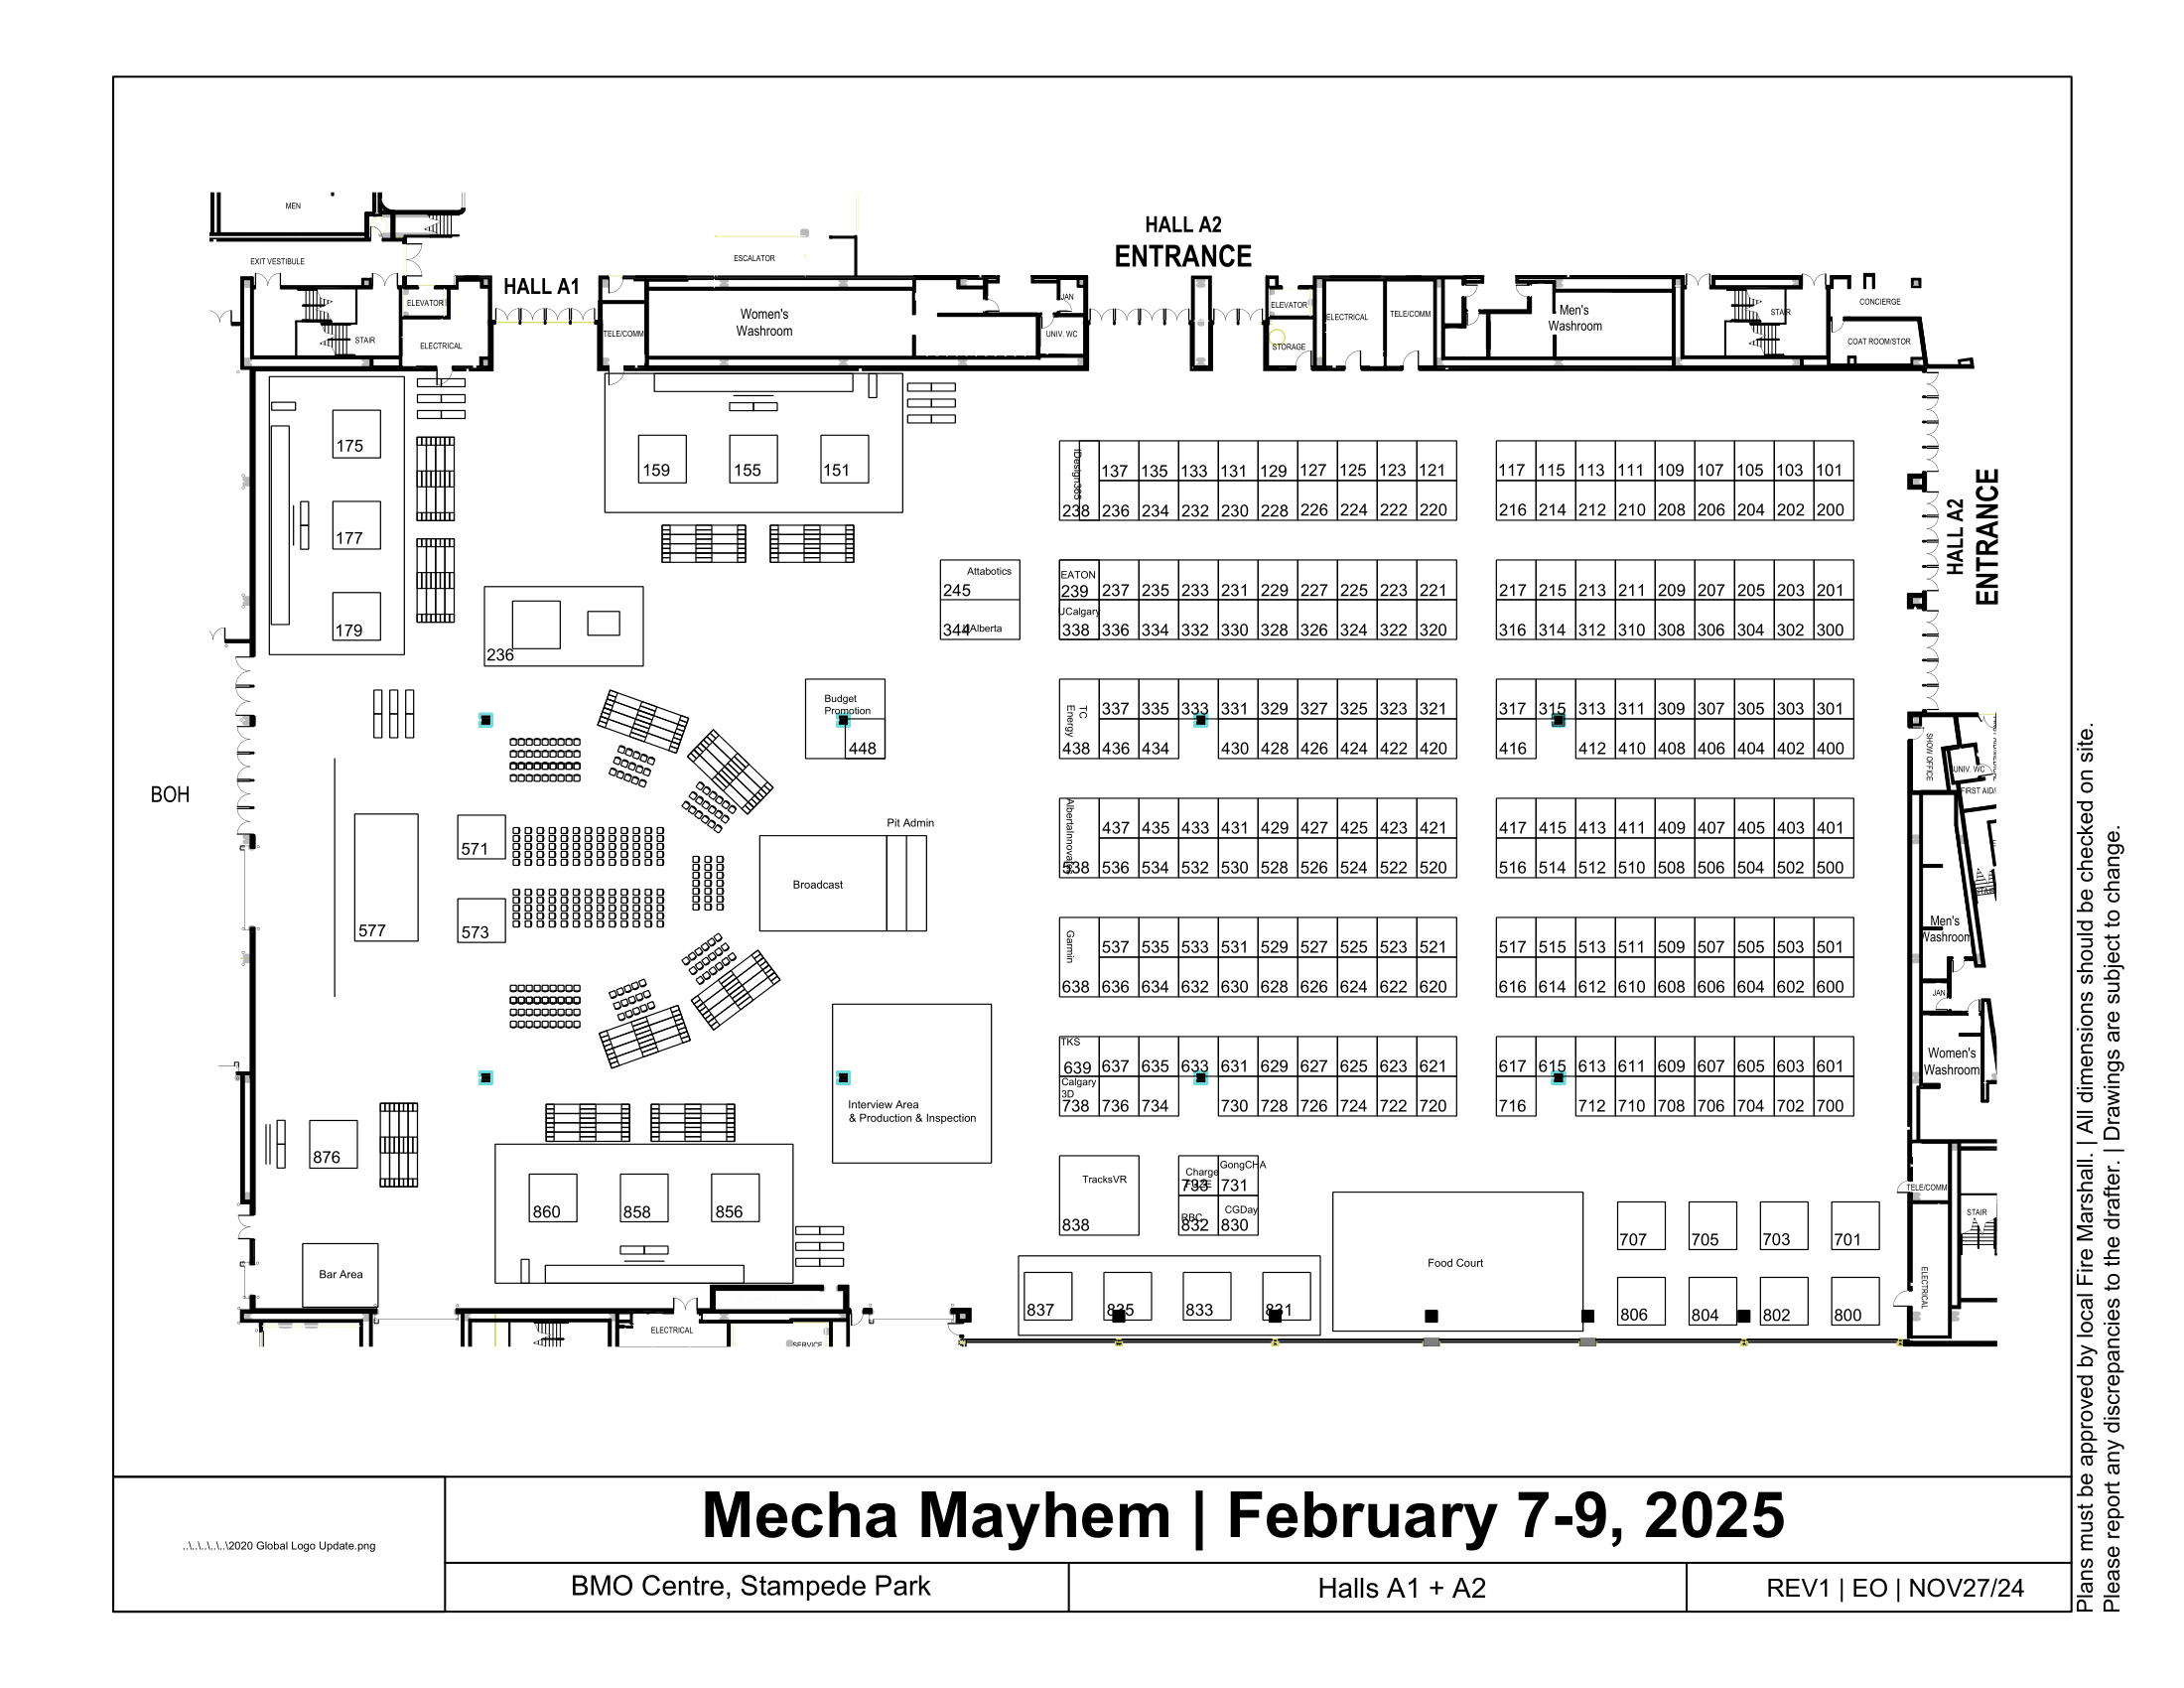 MEN
HALL A2
ENTRANCE
EXIT VESTIBULE
ESCALATOR
HALL A1
ELEVATOR
STAIR
ELECTRICAL
TELE/COMM
Women's
Washroom
JAN
UNIV. WC
ELEVATOR
STORAGE
ELECTRICAL
TELE/COMM
Men's
Washroom
STAIR
CONCIERGE
COAT ROOM/STOR
175
177
179
159 155 151
236
HALL A2
ENTRANCE
IDesign365
137 135 133 131 129 127 125 123 121 117 115 113 111 109 107 105 103 101
238 236 234 232 230 228 226 224 222 220 216 214 212 210 208 206 204 202 200
Attabotics
245
344 UAlberta
EATON
239 237 235 233 231 229 227 225 223 221 217 215 213 211 209 207 205 203 201
UCalgary
338 336 334 332 330 328 326 324 322 320 316 314 312 310 308 306 304 302 300
Budget
Promotion
448
TC
Energy
337 335 333 331 329 327 325 323 321 317 315 313 311 309 307 305 303 301
438 436 434 430 428 426 424 422 420 416 412 410 408 406 404 402 400
SHOW OFFICE
UNIV. WC
FIRST AID/
BOH
571
573
577
Pit Admin
Broadcast
437 435 433 431 429 427 425 423 421 417 415 413 411 409 407 405 403 401
538 536 534 532 530 528 526 524 522 520 516 514 512 510 508 506 504 502 500
Men's
Washroom
Garmin
537 535 533 531 529 527 525 523 521 517 515 513 511 509 507 505 503 501
638 636 634 632 630 628 626 624 622 620 616 614 612 610 608 606 604 602 600
JAN
Women's
Washroom
TKS
639 637 635 633 631 629 627 625 623 621 617 615 613 611 609 607 605 603 601
Calgary
3D
738 736 734 730 728 726 724 722 720 716 712 710 708 706 704 702 700
Interview Area
& Production & Inspection
876
860 858 856
Bar Area
TracksVR
838
Charge
733
GongCHA
731
RBC
832
CGDay
830
837 835 833 831
Food Court
707 705 703 701
806 804 802 800
TELE/COMM
STAIR
ELECTRICAL
ELECTRICAL
SERVICE
Plans must be approved by local Fire Marshall. | All dimensions should be checked on site.
Please report any discrepancies to the drafter. | Drawings are subject to change.
..\..\..\..\..\2020 Global Logo Update.png
Mecha Mayhem | February 7-9, 2025
BMO Centre, Stampede Park
Halls A1 + A2
REV1 | EO | NOV27/24